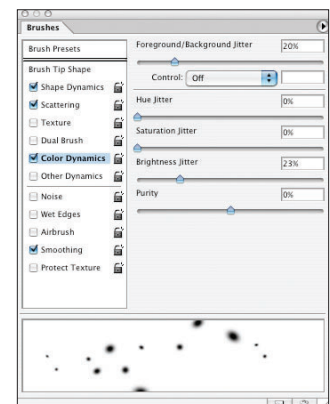 Brushes
Brush Presets
Brush Tip Shape
Shape Dynamics
Scattering
Texture
Dual Brush
Color Dynamics
Other Dynamics
Noise
Wet Edges
Airbrush
Smoothing
Protect Texture
Foreground/Background Jitter 20%
Control: Off
Hue Jitter 0%
Saturation Jitter 0%
Brightness Jitter 23%
Purity 0%